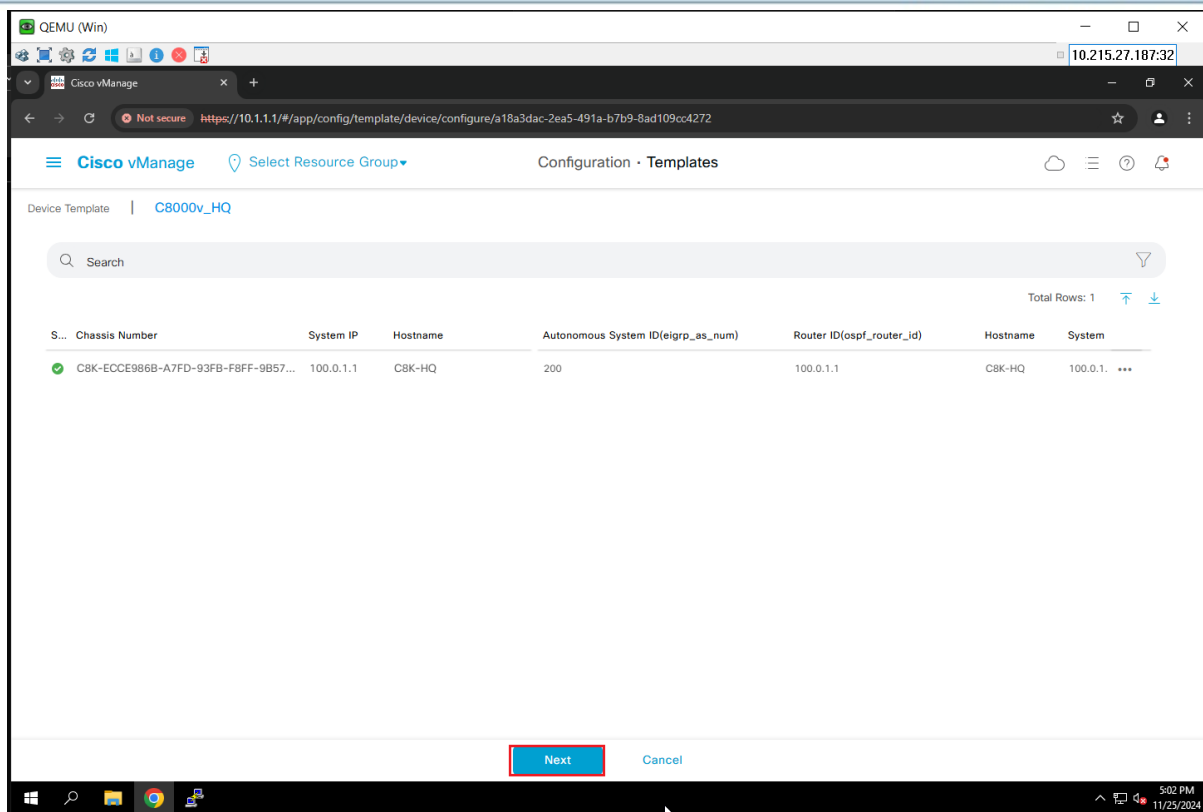 QEMU (Win)
10.215.27.187:32
Cisco vManage
Not secure https://10.1.1.1/#/app/config/template/device/configure/a18a3dac-2ea5-491a-b7b9-8ad109cc4272
Cisco vManage Select Resource Group Configuration · Templates
Device Template | C8000v_HQ
Search
Total Rows: 1
S... Chassis Number System IP Hostname Autonomous System ID(eigrp_as_num) Router ID(ospf_router_id) Hostname System
C8K-ECCE986B-A7FD-93FB-F8FF-9B57... 100.0.1.1 C8K-HQ 200 100.0.1.1 C8K-HQ 100.0.1. •••
Next Cancel
5:02 PM
11/25/2024